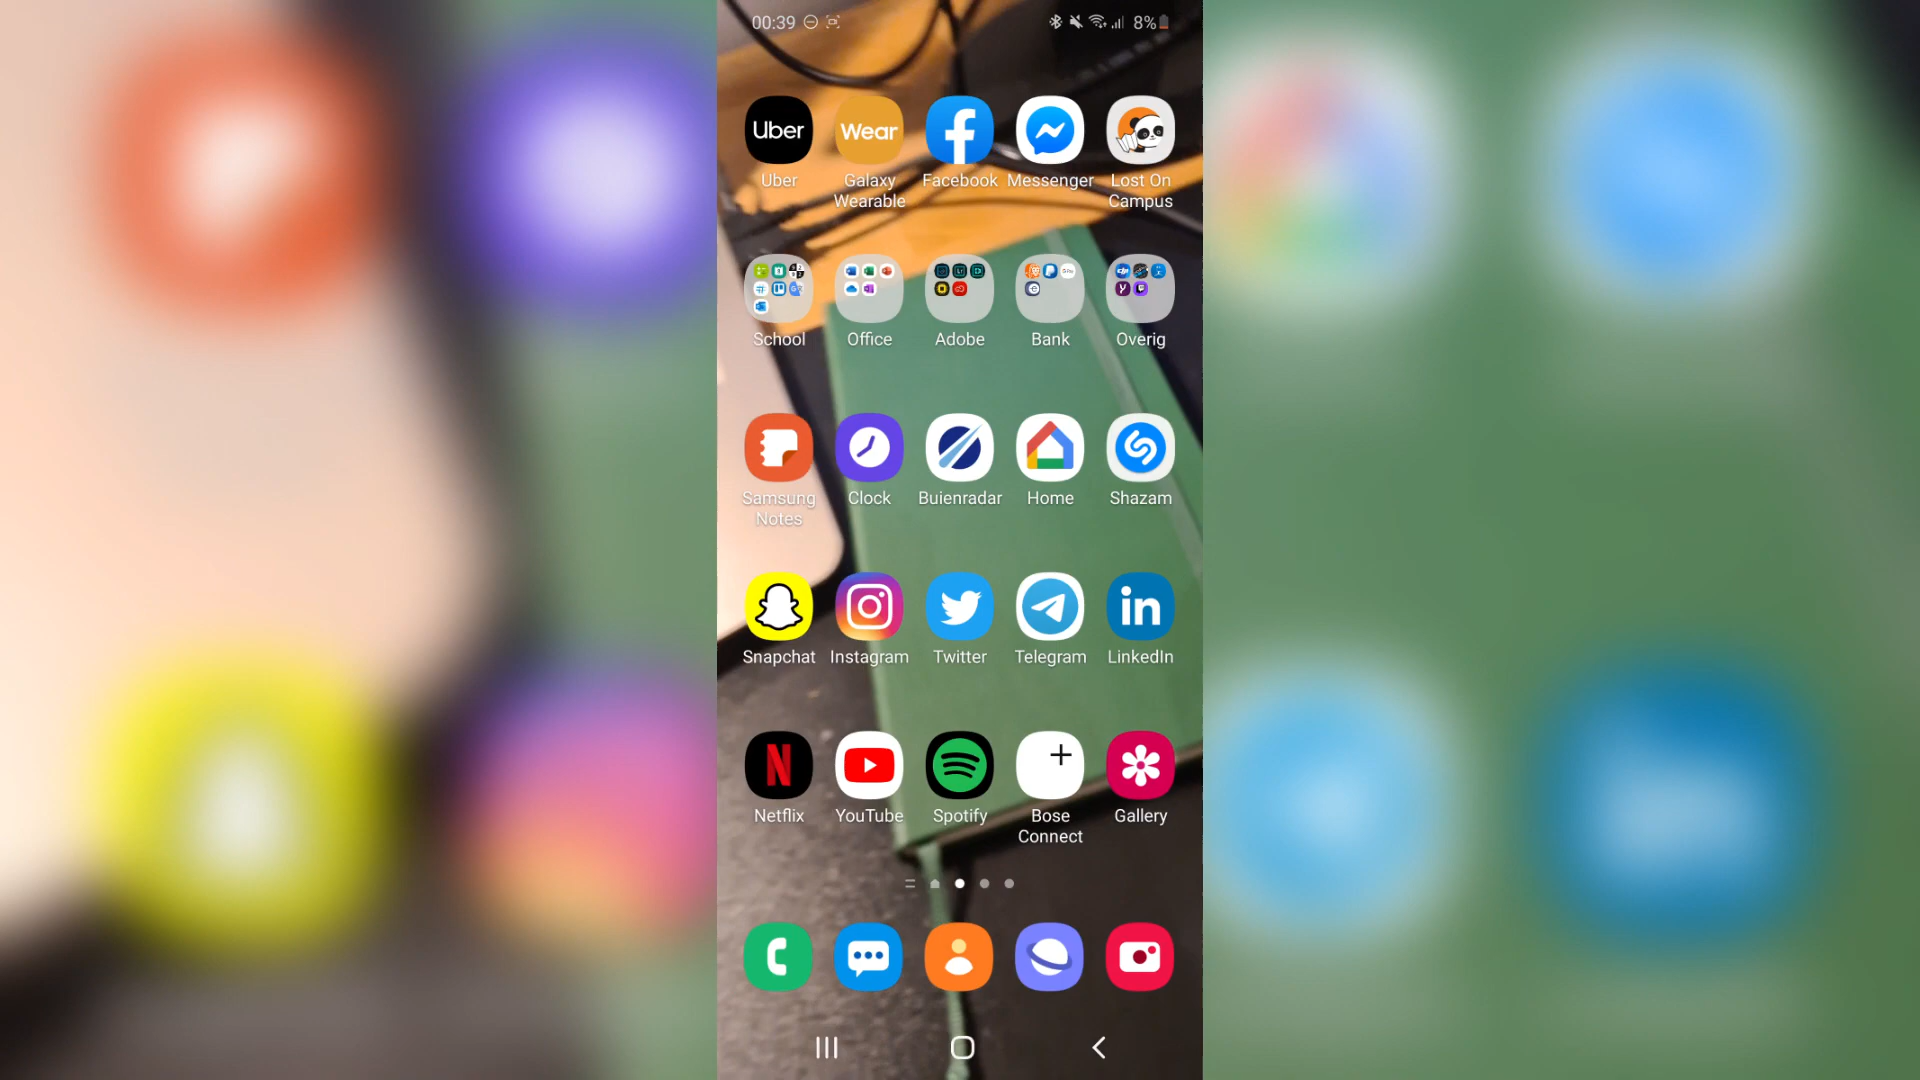 00:39 8%
Uber Wear
Uber Galaxy Wearable Facebook Messenger Lost On Campus
School Office Adobe Bank Overig
Samsung Notes Clock Buienradar Home Shazam
in
Snapchat Instagram Twitter Telegram LinkedIn
N
Netflix YouTube Spotify Bose Connect Gallery